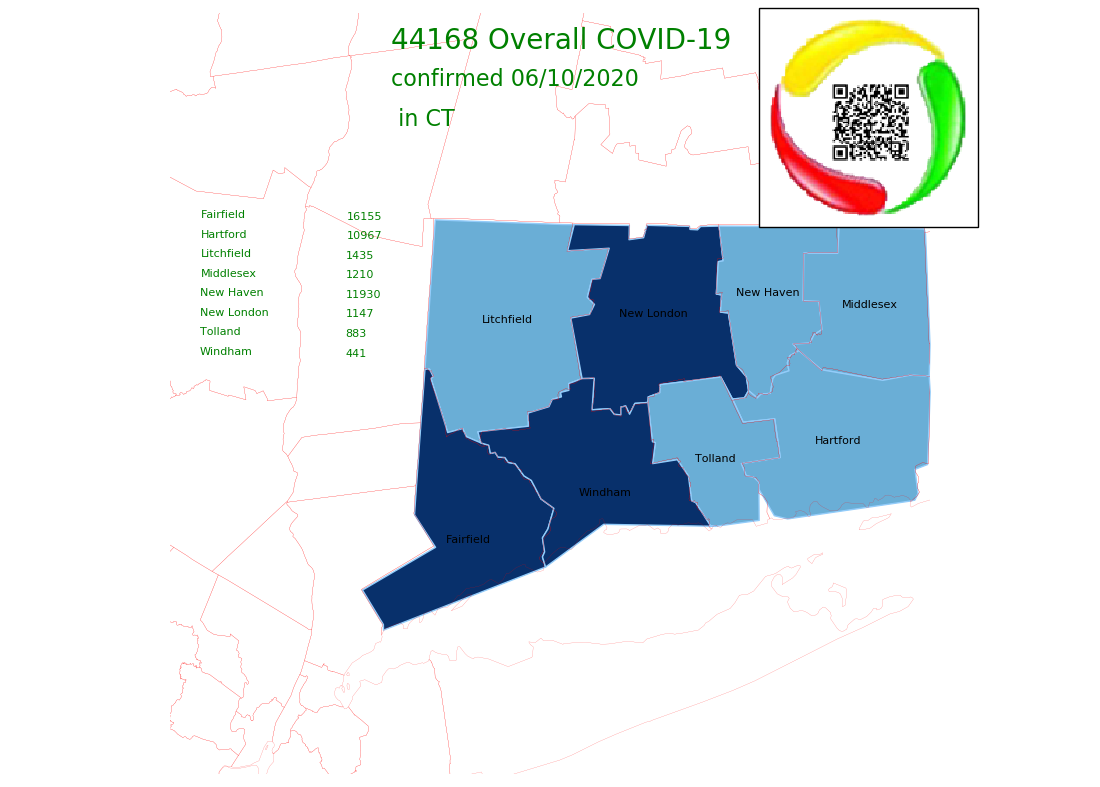 44168 Overall COVID-19
confirmed 06/10/2020
in CT
Fairfield 16155
Hartford 10967
Litchfield 1435
Middlesex 1210
New Haven 11930
New London 1147
Tolland 883
Windham 441
New Haven
Middlesex
New London
Litchfield
Hartford
Tolland
Windham
Fairfield